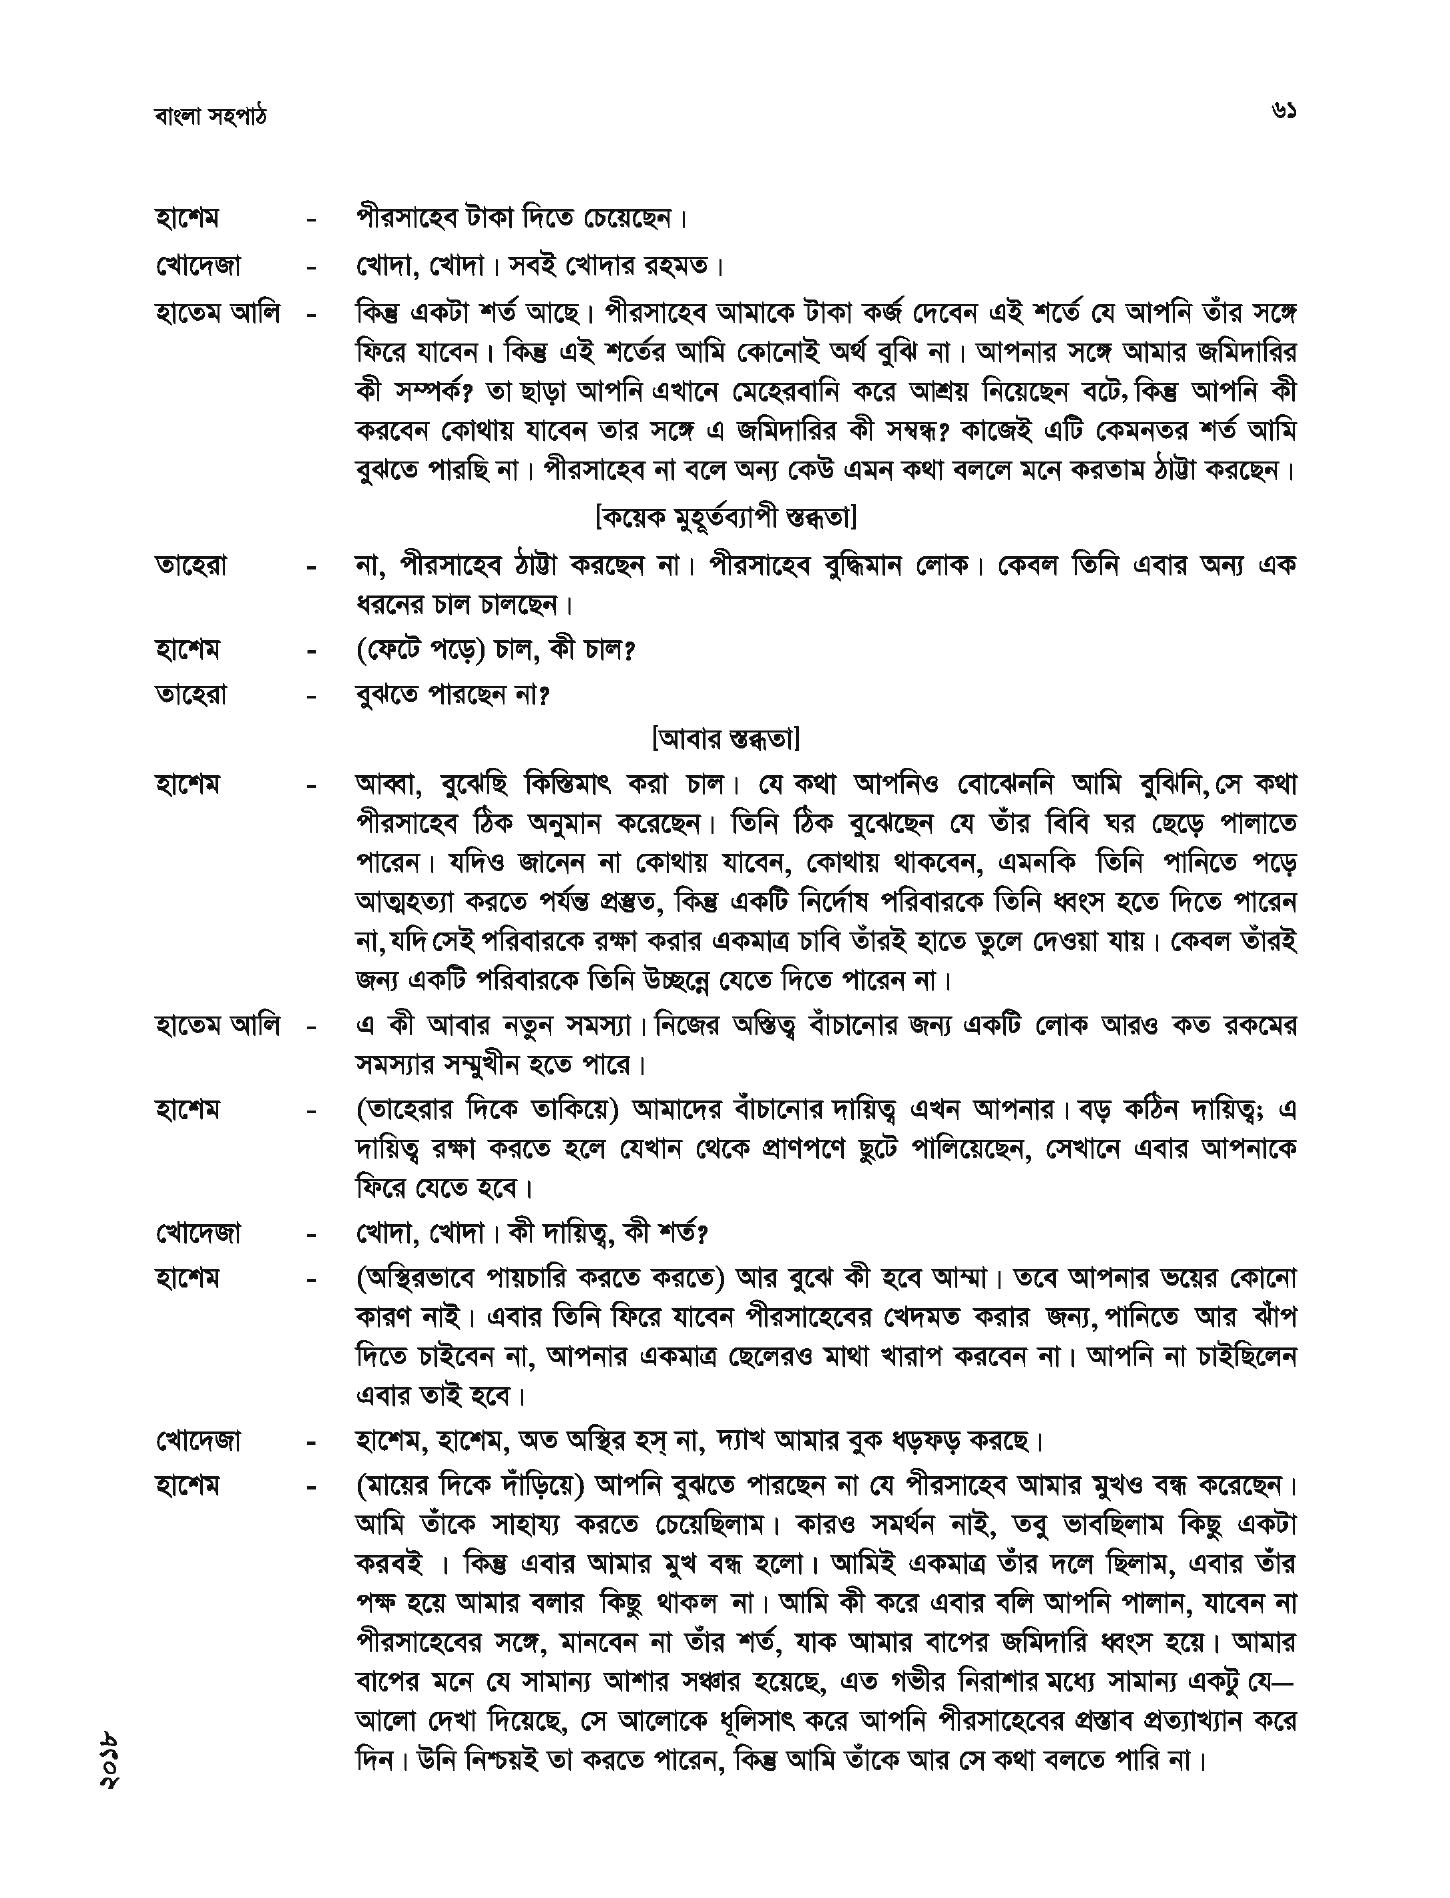 বাংলা সহপাঠ ৬১
হাশেম - পীরসাহেব টাকা দিতে চেয়েছেন।
খোদেজা - খোদা, খোদা। সবই খোদার রহমত।
হাতেম আলি - কিন্তু একটা শর্ত আছে। পীরসাহেব আমাকে টাকা কর্জ দেবেন এই শর্তে যে আপনি তাঁর সঙ্গে
ফিরে যাবেন। কিন্তু এই শর্তের আমি কোনোই অর্থ বুঝি না। আপনার সঙ্গে আমার জমিদারির
কী সম্পর্ক? তা ছাড়া আপনি এখানে মেহেরবানি করে আশ্রয় নিয়েছেন বটে, কিন্তু আপনি কী
করবেন কোথায় যাবেন তার সঙ্গে এ জমিদারির কী সম্বন্ধ? কাজেই এটি কেমনতর শর্ত আমি
বুঝতে পারছি না। পীরসাহেব না বলে অন্য কেউ এমন কথা বললে মনে করতাম ঠাট্টা করছেন।
[কয়েক মুহূর্তব্যাপী স্তব্ধতা]
তাহেরা - না, পীরসাহেব ঠাট্টা করছেন না। পীরসাহেব বুদ্ধিমান লোক। কেবল তিনি এবার অন্য এক
ধরনের চাল চালছেন।
হাশেম - (ফেটে পড়ে) চাল, কী চাল?
তাহেরা - বুঝতে পারছেন না?
[আবার স্তব্ধতা]
হাশেম - আব্বা, বুঝেছি কিস্তিমাৎ করা চাল। যে কথা আপনিও বোঝেননি আমি বুঝিনি, সে কথা
পীরসাহেব ঠিক অনুমান করেছেন। তিনি ঠিক বুঝেছেন যে তাঁর বিবি ঘর ছেড়ে পালাতে
পারেন। যদিও জানেন না কোথায় যাবেন, কোথায় থাকবেন, এমনকি তিনি পানিতে পড়ে
আত্মহত্যা করতে পর্যন্ত প্রস্তুত, কিন্তু একটি নির্দোষ পরিবারকে তিনি ধ্বংস হতে দিতে পারেন
না, যদি সেই পরিবারকে রক্ষা করার একমাত্র চাবি তাঁরই হাতে তুলে দেওয়া যায়। কেবল তাঁরই
জন্য একটি পরিবারকে তিনি উচ্ছন্নে যেতে দিতে পারেন না।
হাতেম আলি - এ কী আবার নতুন সমস্যা। নিজের অস্তিত্ব বাঁচানোর জন্য একটি লোক আরও কত রকমের
সমস্যার সম্মুখীন হতে পারে।
হাশেম - (তাহেরার দিকে তাকিয়ে) আমাদের বাঁচানোর দায়িত্ব এখন আপনার। বড় কঠিন দায়িত্ব; এ
দায়িত্ব রক্ষা করতে হলে যেখান থেকে প্রাণপণে ছুটে পালিয়েছেন, সেখানে এবার আপনাকে
ফিরে যেতে হবে।
খোদেজা - খোদা, খোদা। কী দায়িত্ব, কী শর্ত?
হাশেম - (অস্থিরভাবে পায়চারি করতে করতে) আর বুঝে কী হবে আম্মা। তবে আপনার ভয়ের কোনো
কারণ নাই। এবার তিনি ফিরে যাবেন পীরসাহেবের খেদমত করার জন্য, পানিতে আর ঝাঁপ
দিতে চাইবেন না, আপনার একমাত্র ছেলেরও মাথা খারাপ করবেন না। আপনি না চাইছিলেন
এবার তাই হবে।
খোদেজা - হাশেম, হাশেম, অত অস্থির হস্ না, দ্যাখ আমার বুক ধড়ফড় করছে।
হাশেম - (মায়ের দিকে দাঁড়িয়ে) আপনি বুঝতে পারছেন না যে পীরসাহেব আমার মুখও বন্ধ করেছেন।
আমি তাঁকে সাহায্য করতে চেয়েছিলাম। কারও সমর্থন নাই, তবু ভাবছিলাম কিছু একটা
করবই । কিন্তু এবার আমার মুখ বন্ধ হলো। আমিই একমাত্র তাঁর দলে ছিলাম, এবার তাঁর
পক্ষ হয়ে আমার বলার কিছু থাকল না। আমি কী করে এবার বলি আপনি পালান, যাবেন না
পীরসাহেবের সঙ্গে, মানবেন না তাঁর শর্ত, যাক আমার বাপের জমিদারি ধ্বংস হয়ে। আমার
বাপের মনে যে সামান্য আশার সঞ্চার হয়েছে, এত গভীর নিরাশার মধ্যে সামান্য একটু যে—
আলো দেখা দিয়েছে, সে আলোকে ধূলিসাৎ করে আপনি পীরসাহেবের প্রস্তাব প্রত্যাখ্যান করে
দিন। উনি নিশ্চয়ই তা করতে পারেন, কিন্তু আমি তাঁকে আর সে কথা বলতে পারি না।
২০১৮